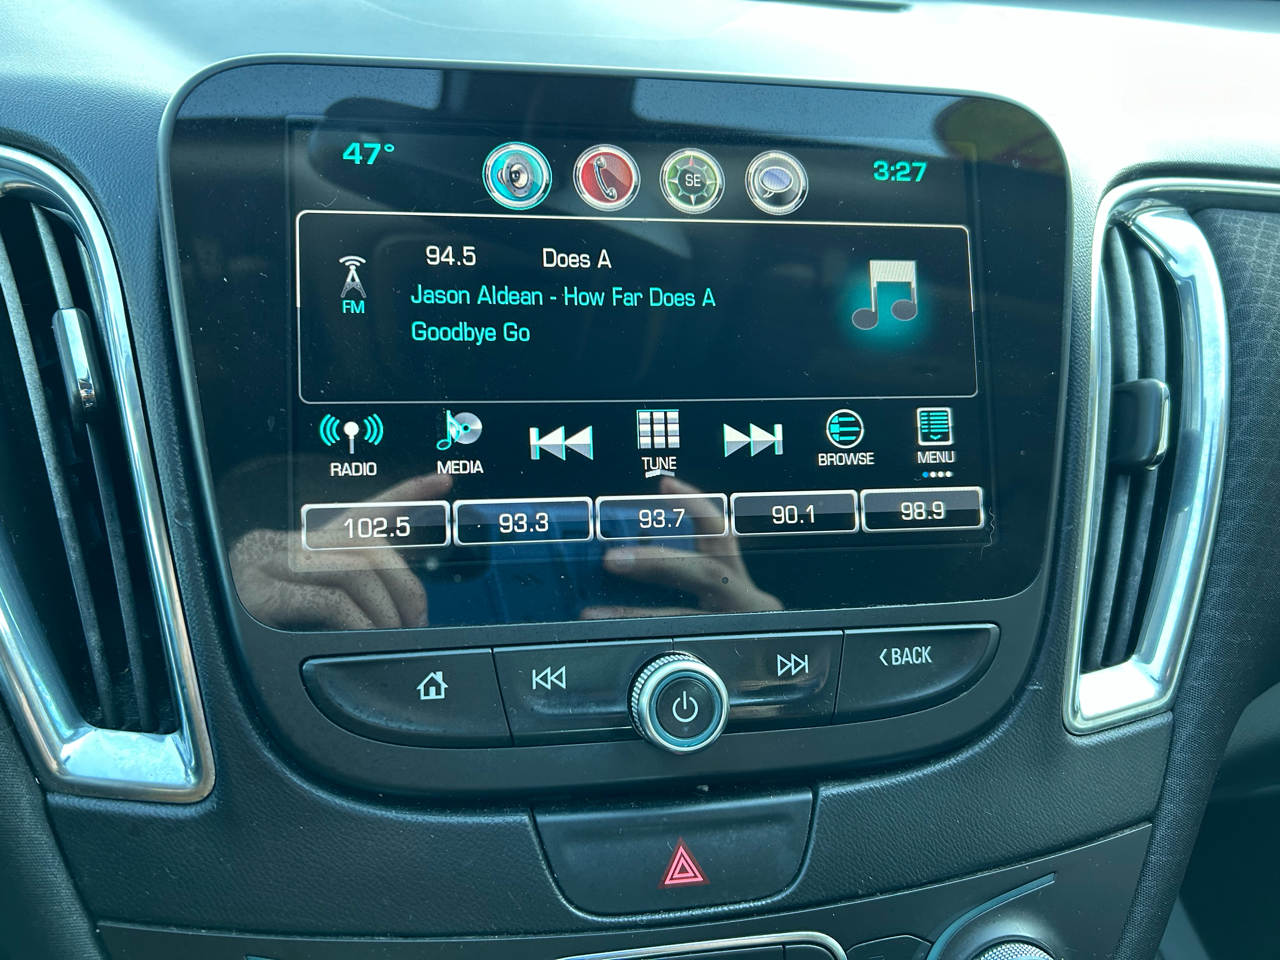 47°
SE
3:27
94.5 Does A
FM
Jason Aldean - How Far Does A
Goodbye Go
RADIO
MEDIA
TUNE
BROWSE
MENU
102.5
93.3
93.7
90.1
98.9
BACK